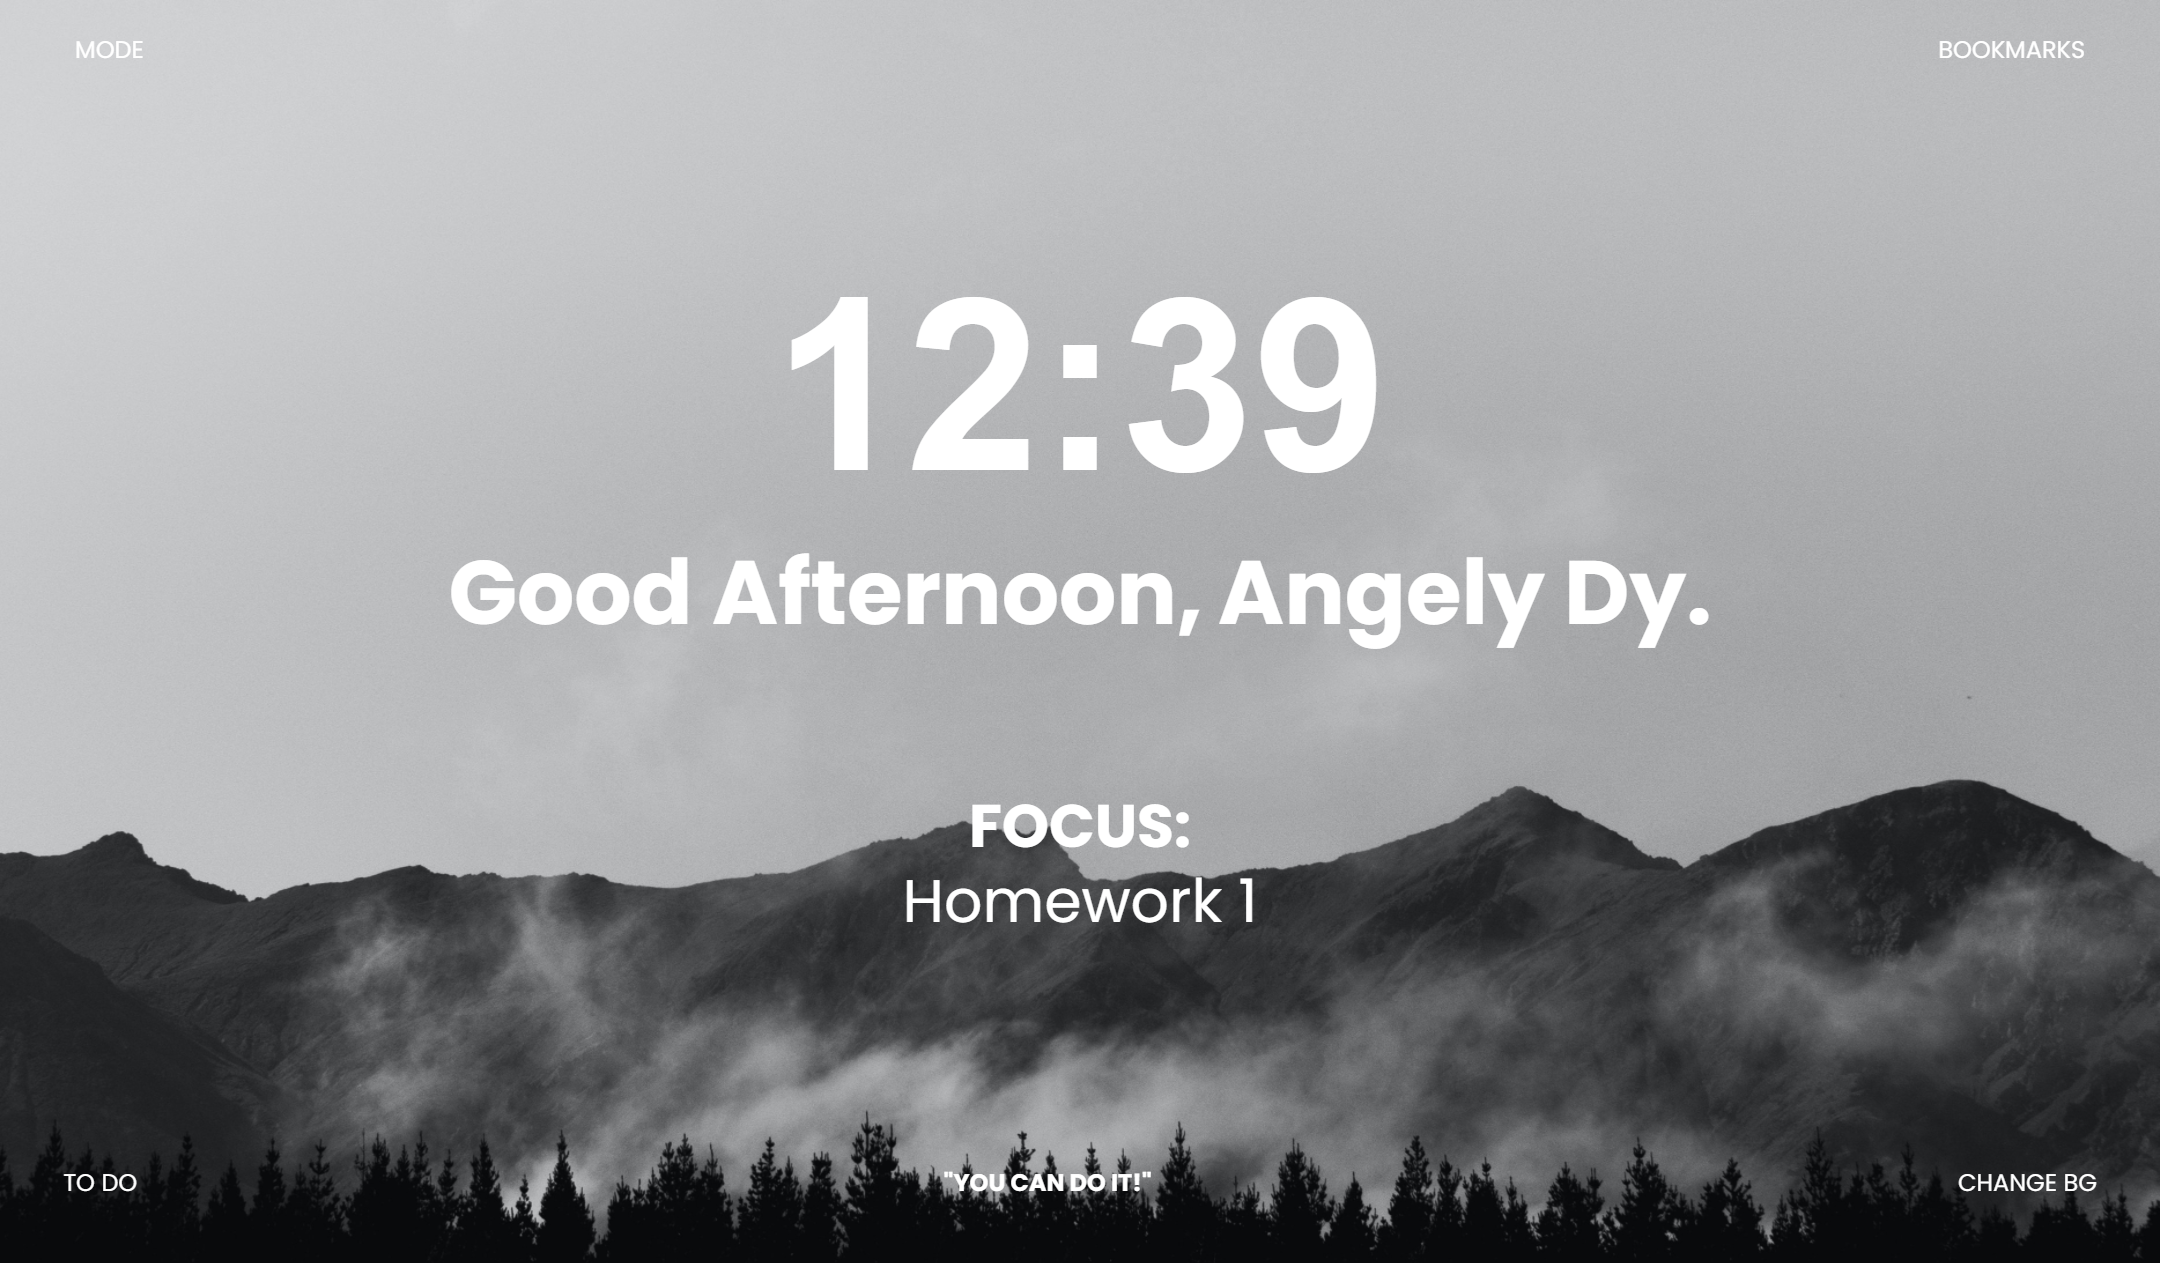 MODE
BOOKMARKS
12:39
Good Afternoon, Angely Dy.
FOCUS:
Homework 1
TO DO
"YOU CAN DO IT!"
CHANGE BG